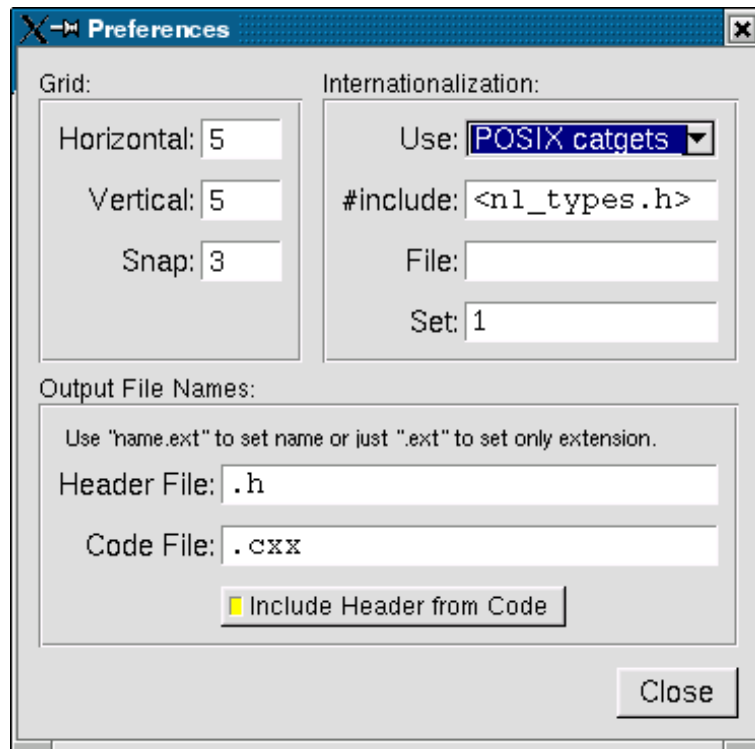 Preferences
Grid:
Horizontal: 5
Vertical: 5
Snap: 3
Internationalization:
Use: POSIX catgets
#include: <nl_types.h>
File:
Set: 1
Output File Names:
Use "name.ext" to set name or just ".ext" to set only extension.
Header File: .h
Code File: .cxx
Include Header from Code
Close